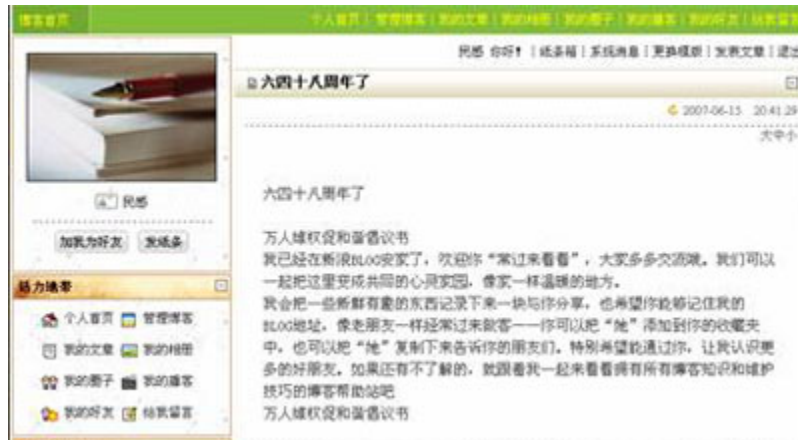 博客首页
个人首页 | 管理博客 | 我的文章 | 我的相册 | 我的圈子 | 我的播客 | 我的好友 | 给我留言
民感 你好! | 纸条箱 | 系统消息 | 更换模版 | 发表文章 | 退出
六四十八周年了
2007-06-15 20:41:29
大中小
民感
加我为好友 发纸条
六四十八周年了
万人维权促和谐倡议书
我已经在新浪BLOG安家了，欢迎你“常过来看看”，大家多多交流哦。我们可以
一起把这里变成共同的心灵家园，像家一样温暖的地方。
我会把一些新鲜有趣的东西记录下来一块与你分享，也希望你能够记住我的
BLOG地址，像老朋友一样经常过来做客——你可以把“她”添加到你的收藏夹
中，也可以把“她”复制下来告诉你的朋友们。特别希望能通过你，让我认识更
多的好朋友。如果还有不了解的，就跟着我一起来看看拥有所有博客知识和维护
技巧的博客帮助站吧
万人维权促和谐倡议书
活力地带
个人首页 管理博客
我的文章 我的相册
我的圈子 我的播客
我的好友 给我留言